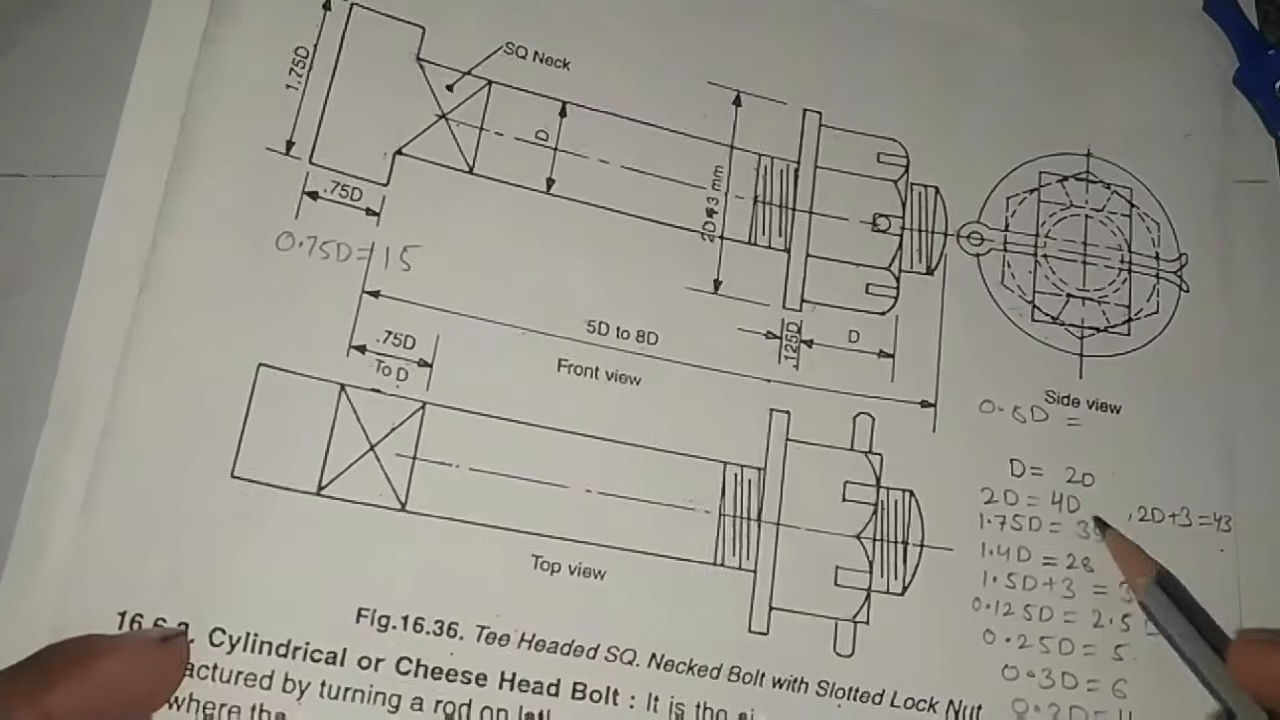 SQ Neck
1.75D
D
.75D
2D+3 mm
0.75D= 15
.125D
D
5D to 8D
Front view
Side view
.75D
To D
0.6D =
D= 20
2D= 40 , 2D+3=43
1.75D= 35
1.4D = 28
1.5D+3 =
0.125D = 2.5
0.25D= 5
0.3D= 6
Top view
Fig.16.36. Tee Headed SQ. Necked Bolt with Slotted Lock Nut
Cylindrical or Cheese Head Bolt : It is the
by turning a rod on
where the